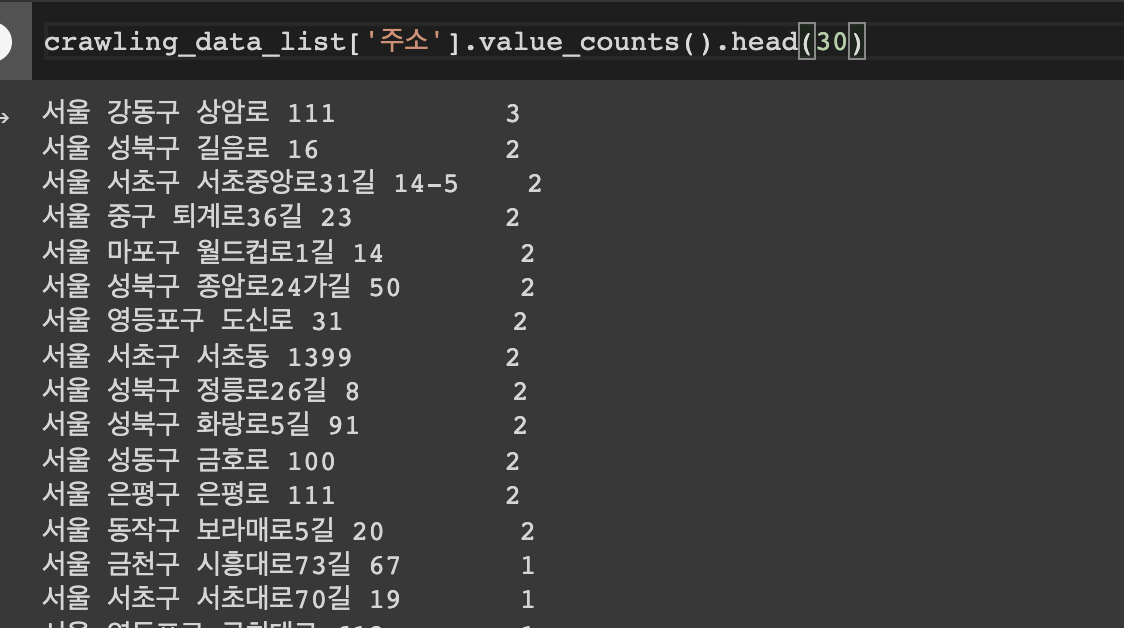 crawling_data_list['주소'].value_counts().head(30)
서울 강동구 상암로 111 3
서울 성북구 길음로 16 2
서울 서초구 서초중앙로31길 14-5 2
서울 중구 퇴계로36길 23 2
서울 마포구 월드컵로1길 14 2
서울 성북구 종암로24가길 50 2
서울 영등포구 도신로 31 2
서울 서초구 서초동 1399 2
서울 성북구 정릉로26길 8 2
서울 성북구 화랑로5길 91 2
서울 성동구 금호로 100 2
서울 은평구 은평로 111 2
서울 동작구 보라매로5길 20 2
서울 금천구 시흥대로73길 67 1
서울 서초구 서초대로70길 19 1